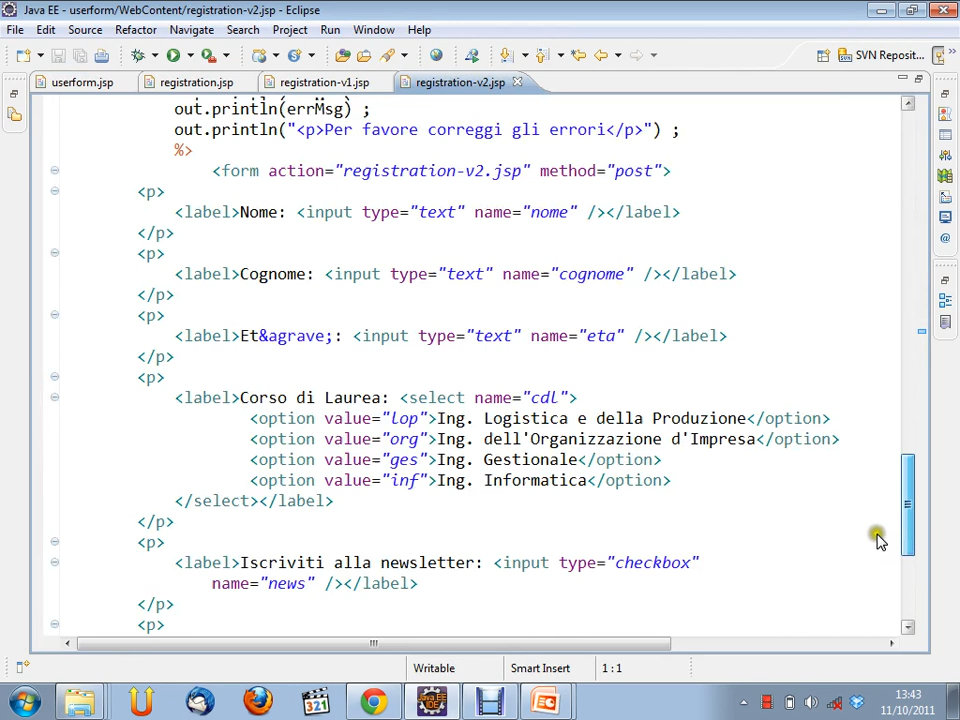 Java EE - userform/WebContent/registration-v2.jsp - Eclipse
File Edit Source Refactor Navigate Search Project Run Window Help
SVN Reposit...
userform.jsp registration.jsp registration-v1.jsp registration-v2.jsp
out.println(errMsg) ;
out.println("<p>Per favore correggi gli errori</p>") ;
%>
<form action="registration-v2.jsp" method="post">
<p>
<label>Nome: <input type="text" name="nome" /></label>
</p>
<p>
<label>Cognome: <input type="text" name="cognome" /></label>
</p>
<p>
<label>Et&agrave;: <input type="text" name="eta" /></label>
</p>
<p>
<label>Corso di Laurea: <select name="cdl">
<option value="lop">Ing. Logistica e della Produzione</option>
<option value="org">Ing. dell'Organizzazione d'Impresa</option>
<option value="ges">Ing. Gestionale</option>
<option value="inf">Ing. Informatica</option>
</select></label>
</p>
<p>
<label>Iscriviti alla newsletter: <input type="checkbox"
name="news" /></label>
</p>
<p>
Writable Smart Insert 1 : 1
321
Java EE
IDE
13:43
11/10/2011